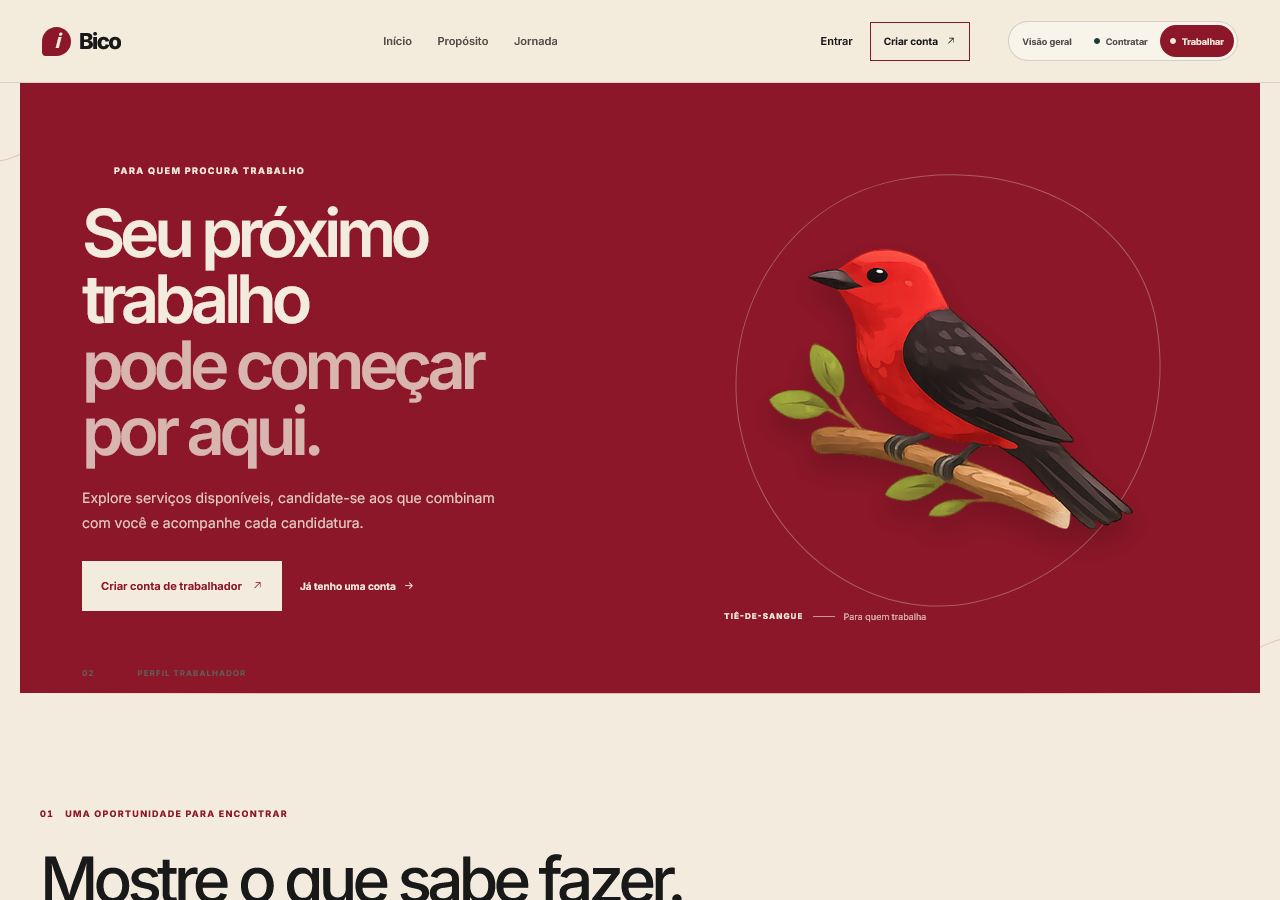 i Bico
Início Propósito Jornada
Entrar Criar conta ↗
Visão geral Contratar Trabalhar
PARA QUEM PROCURA TRABALHO
Seu próximo
trabalho
pode começar
por aqui.
Explore serviços disponíveis, candidate-se aos que combinam
com você e acompanhe cada candidatura.
Criar conta de trabalhador ↗ Já tenho uma conta →
TIÊ-DE-SANGUE Para quem trabalha
02 PERFIL TRABALHADOR
01 UMA OPORTUNIDADE PARA ENCONTRAR
Mostre o que sabe fazer.